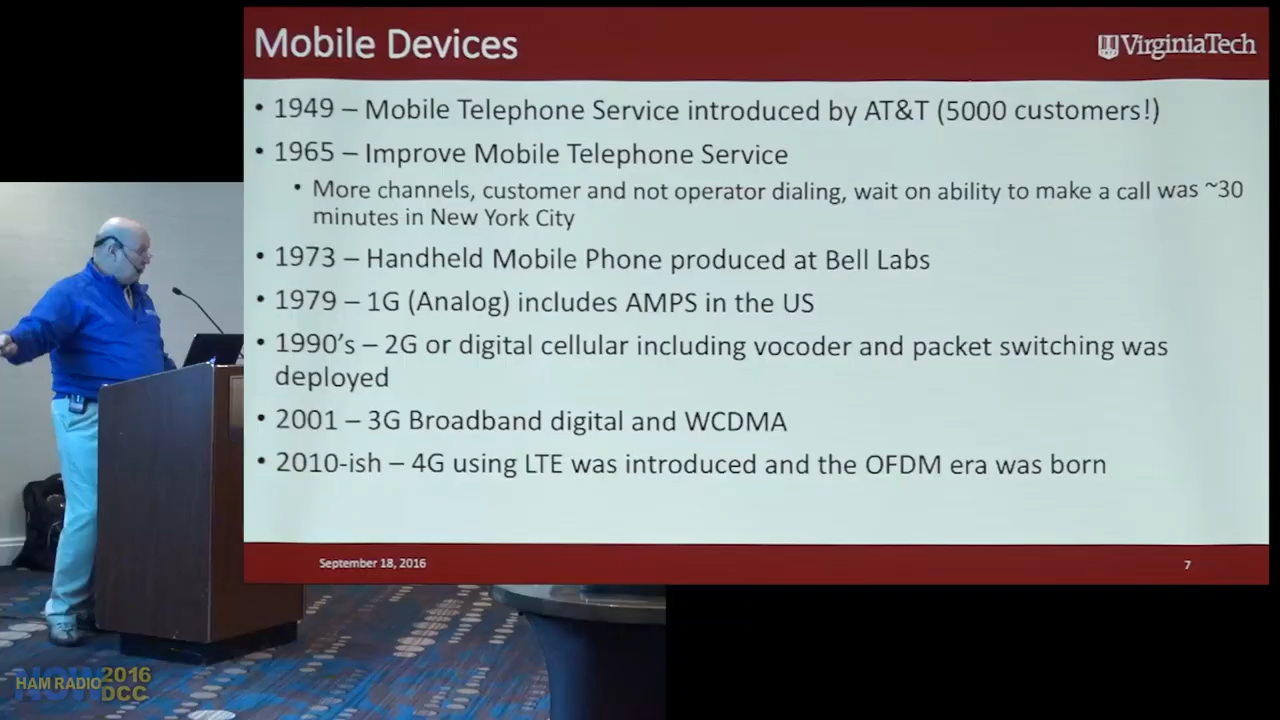 Mobile Devices
VirginiaTech
• 1949 – Mobile Telephone Service introduced by AT&T (5000 customers!)
• 1965 – Improve Mobile Telephone Service
• More channels, customer and not operator dialing, wait on ability to make a call was ~30
minutes in New York City
• 1973 – Handheld Mobile Phone produced at Bell Labs
• 1979 – 1G (Analog) includes AMPS in the US
• 1990's – 2G or digital cellular including vocoder and packet switching was
deployed
• 2001 – 3G Broadband digital and WCDMA
• 2010-ish – 4G using LTE was introduced and the OFDM era was born
September 18, 2016
7
HAM RADIO NOW
2016
DCC